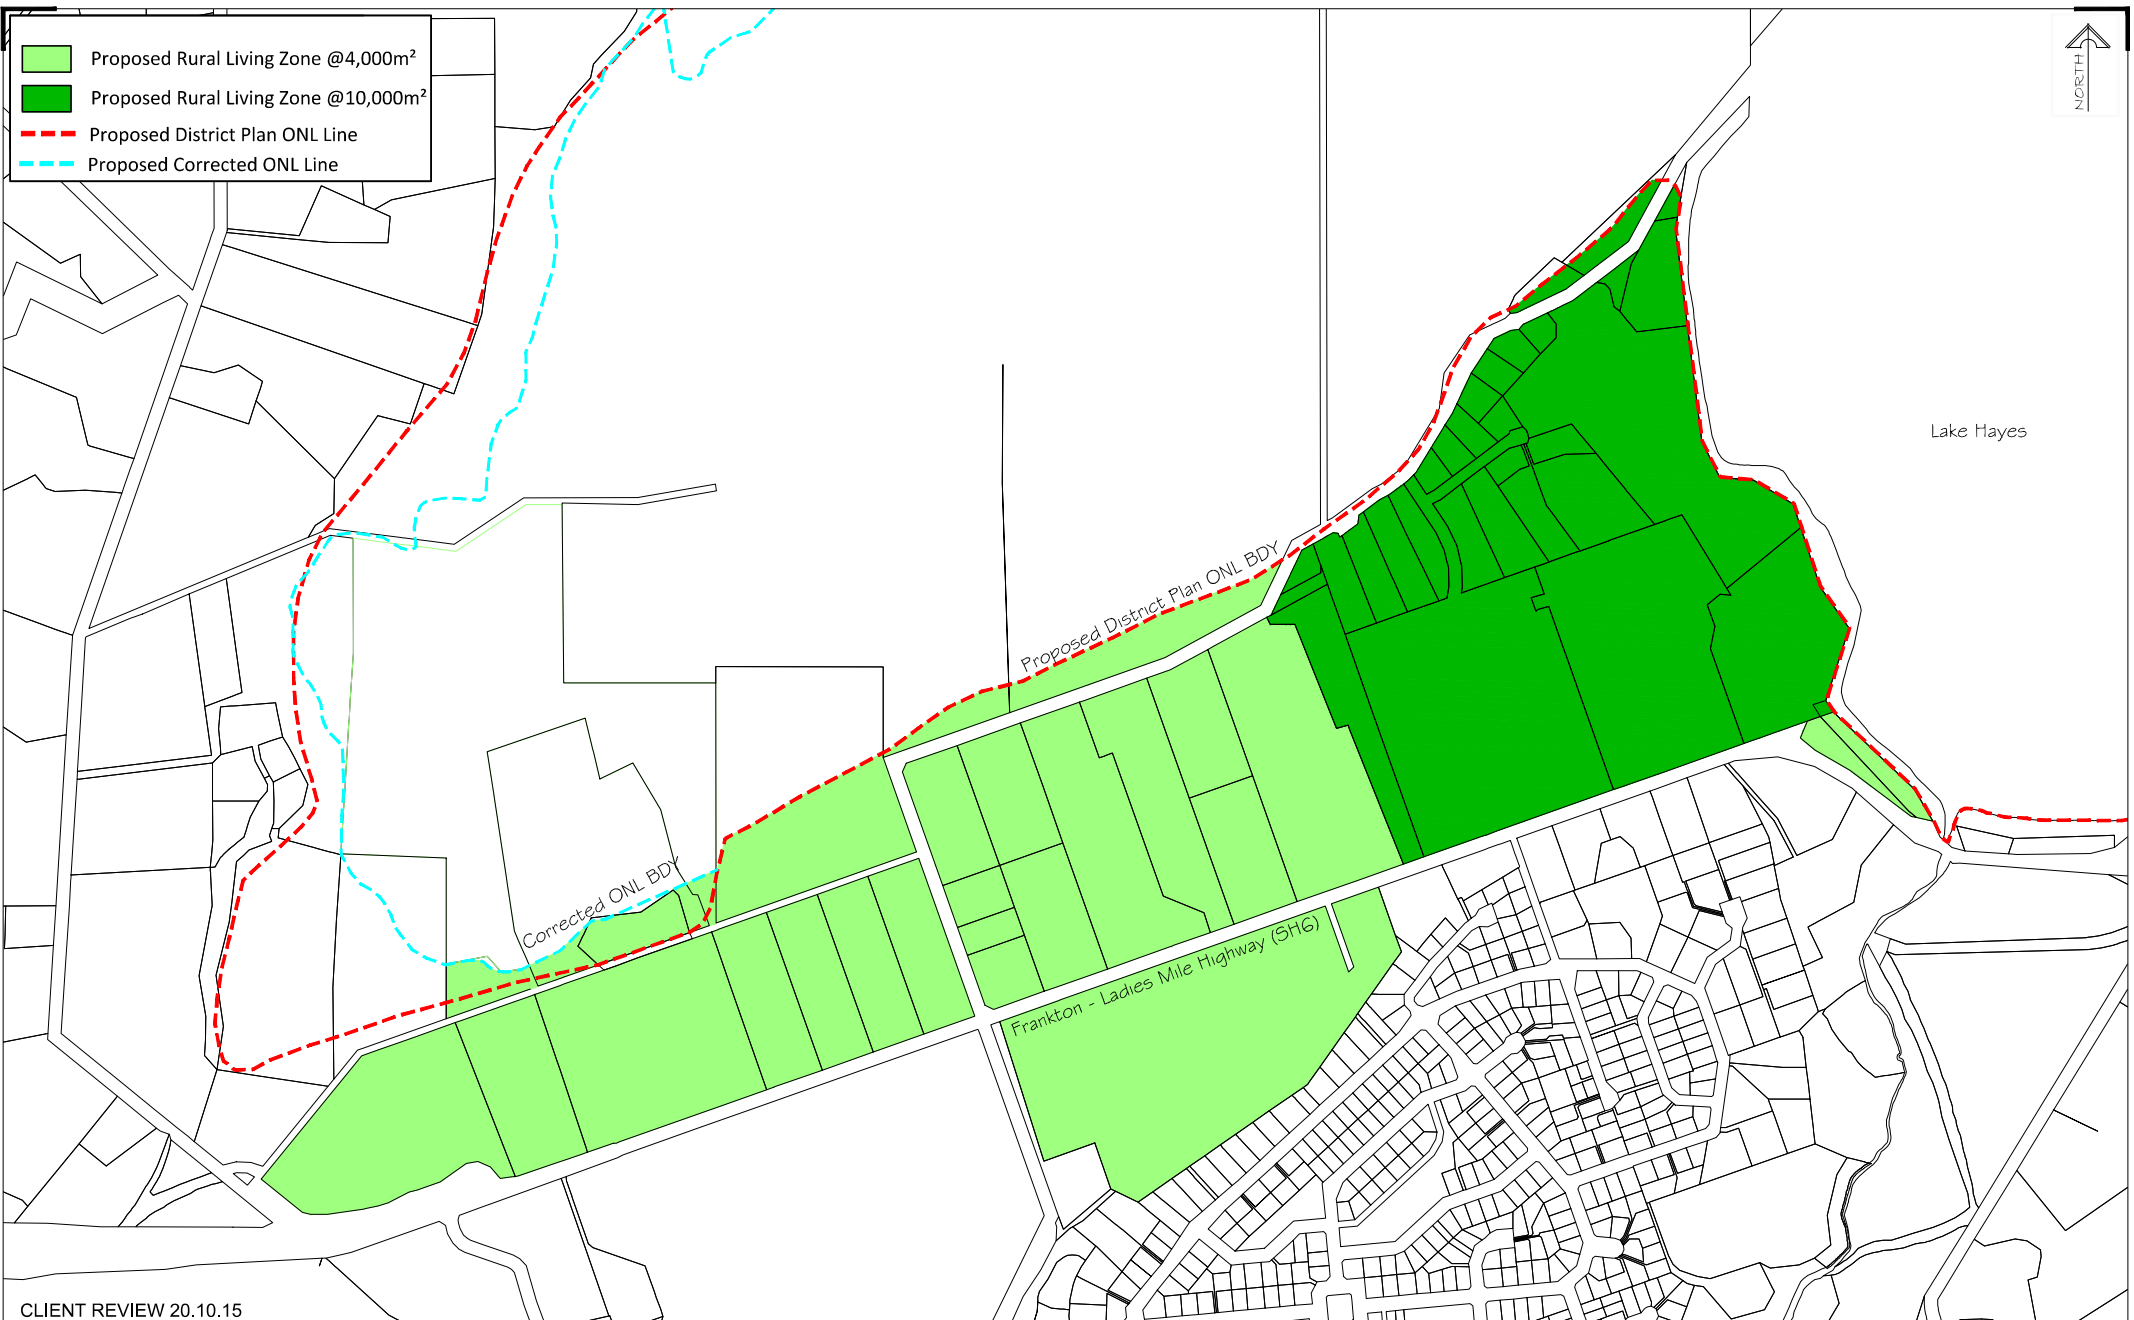 Proposed Rural Living Zone @4,000m²
Proposed Rural Living Zone @10,000m²
Proposed District Plan ONL Line
Proposed Corrected ONL Line
NORTH
Lake Hayes
Proposed District Plan ONL BDY
Corrected ONL BDY
Frankton - Ladies Mile Highway (SH6)
CLIENT REVIEW 20.10.15